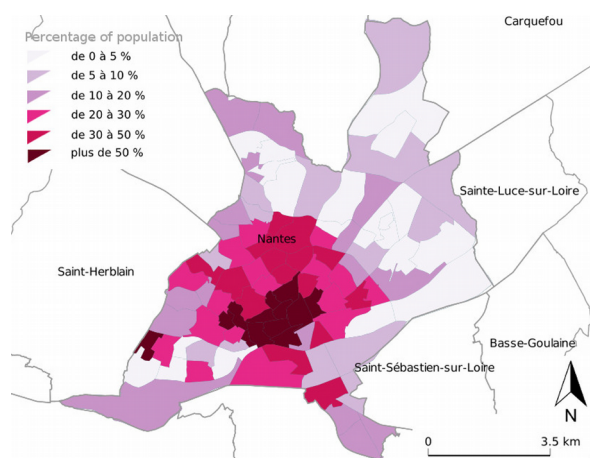 Carquefou
Percentage of population
de 0 à 5 %
de 5 à 10 %
de 10 à 20 %
de 20 à 30 %
de 30 à 50 %
plus de 50 %
Sainte-Luce-sur-Loire
Nantes
Saint-Herblain
Basse-Goulaine
Saint-Sébastien-sur-Loire
N
0 3.5 km